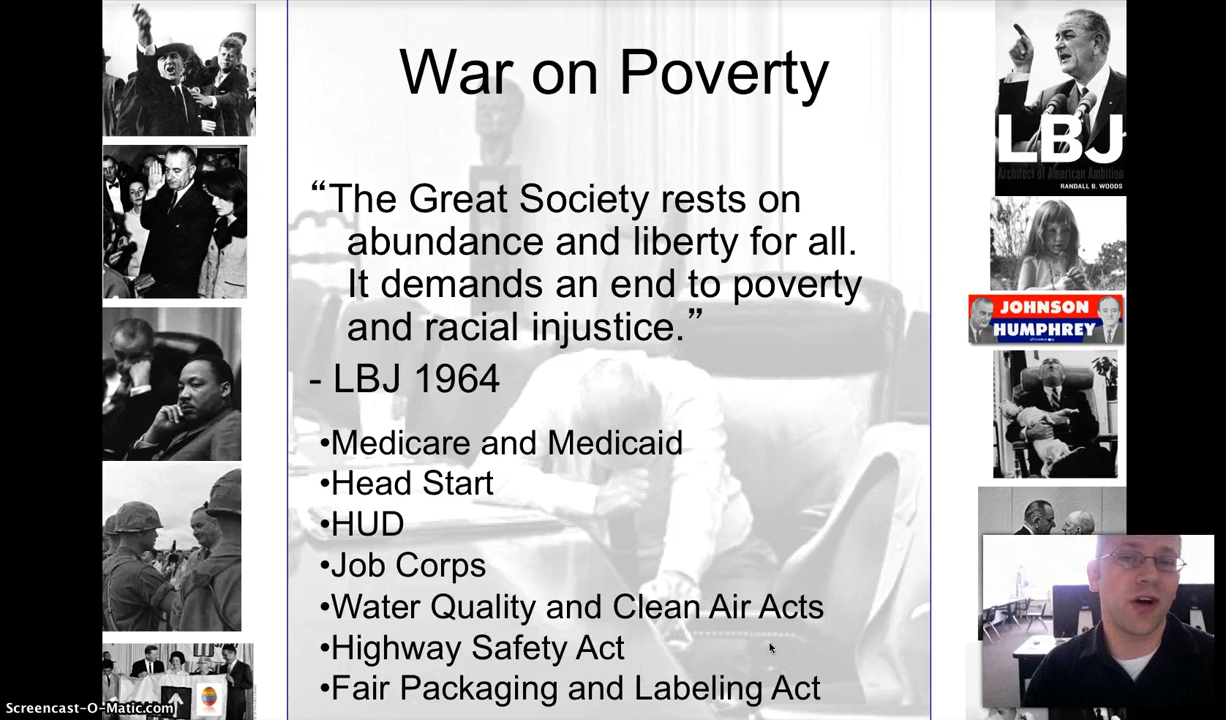 War on Poverty
“The Great Society rests on
abundance and liberty for all.
It demands an end to poverty
and racial injustice.”
- LBJ 1964
•Medicare and Medicaid
•Head Start
•HUD
•Job Corps
•Water Quality and Clean Air Acts
•Highway Safety Act
•Fair Packaging and Labeling Act
LBJ
Architect of American Ambition
RANDALL B. WOODS
JOHNSON
HUMPHREY
Screencast-O-Matic.com